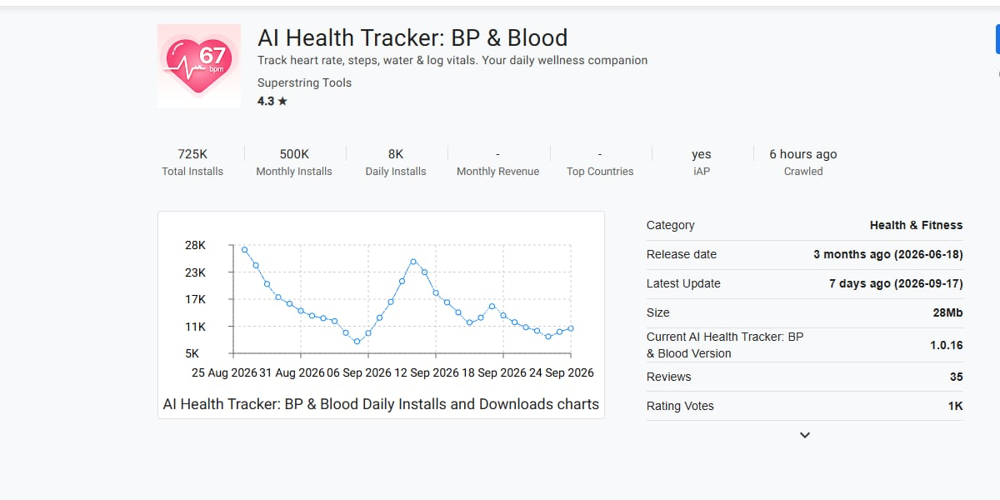 67
bpm
AI Health Tracker: BP & Blood
Track heart rate, steps, water & log vitals. Your daily wellness companion
Superstring Tools
4.3 ★
725K
Total Installs
500K
Monthly Installs
8K
Daily Installs
-
Monthly Revenue
-
Top Countries
yes
iAP
6 hours ago
Crawled
28K
23K
17K
11K
5K
25 Aug 2026 31 Aug 2026 06 Sep 2026 12 Sep 2026 18 Sep 2026 24 Sep 2026
AI Health Tracker: BP & Blood Daily Installs and Downloads charts
Category Health & Fitness
Release date 3 months ago (2026-06-18)
Latest Update 7 days ago (2026-09-17)
Size 28Mb
Current AI Health Tracker: BP
& Blood Version 1.0.16
Reviews 35
Rating Votes 1K